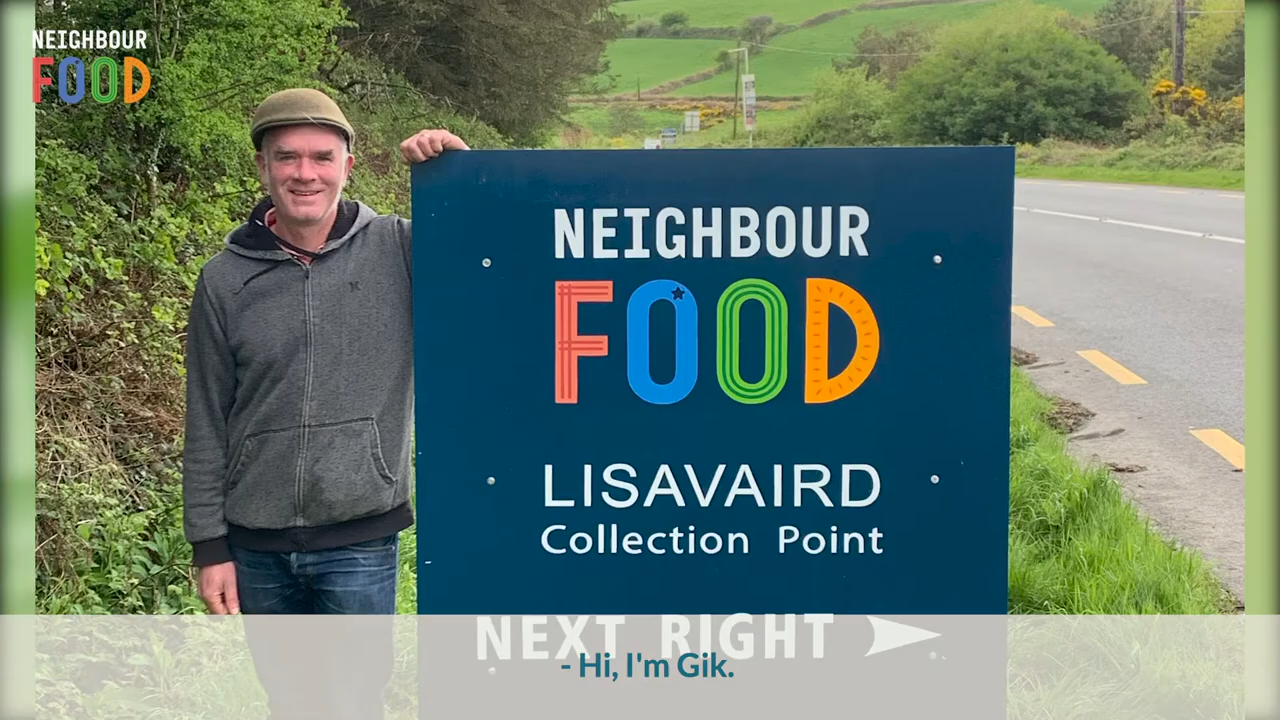 NEIGHBOUR
FOOD
NEIGHBOUR
FOOD
LISAVAIRD
Collection Point
NEXT RIGHT
- Hi, I'm Gik.